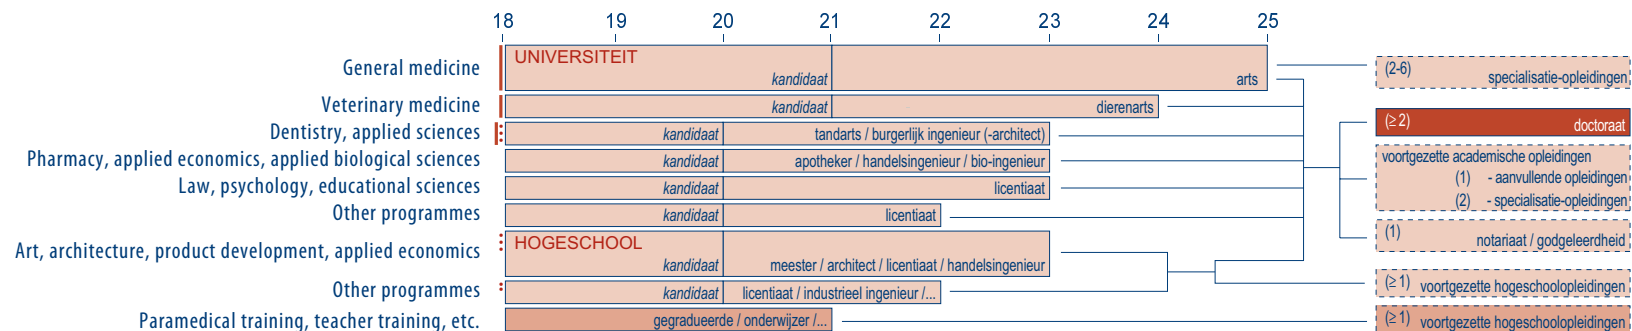 18 19 20 21 22 23 24 25
General medicine UNIVERSITEIT kandidaat arts (2-6) specialisatie-opleidingen
Veterinary medicine kandidaat dierenarts
Dentistry, applied sciences kandidaat tandarts / burgerlijk ingenieur (-architect) (≥2) doctoraat
Pharmacy, applied economics, applied biological sciences kandidaat apotheker / handelsingenieur / bio-ingenieur voortgezette academische opleidingen
(1) - aanvullende opleidingen
Law, psychology, educational sciences kandidaat licentiaat
(2) - specialisatie-opleidingen
Other programmes kandidaat licentiaat
(1) notariaat / godgeleerdheid
Art, architecture, product development, applied economics HOGESCHOOL kandidaat meester / architect / licentiaat / handelsingenieur
(≥1) voortgezette hogeschoolopleidingen
Other programmes kandidaat licentiaat / industrieel ingenieur /...
Paramedical training, teacher training, etc. gegradueerde / onderwijzer /... (≥1) voortgezette hogeschoolopleidingen